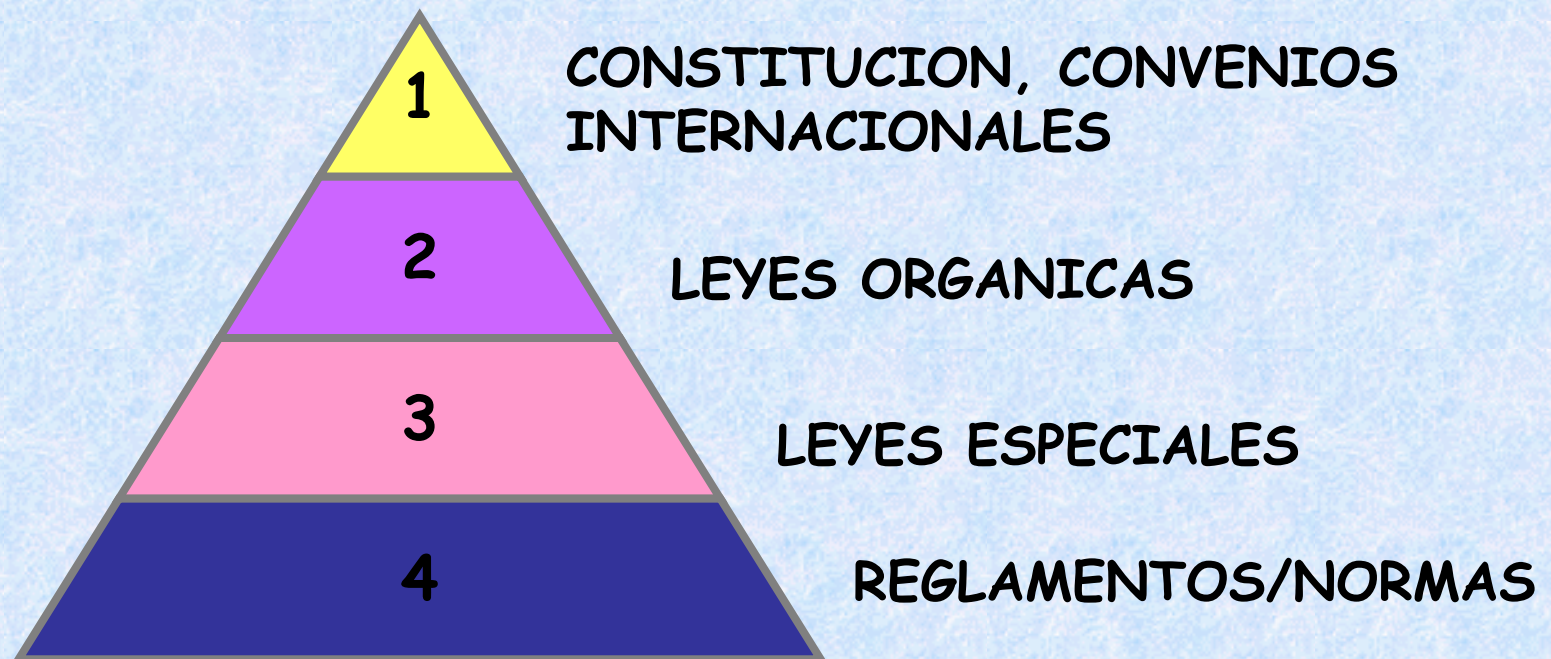 1
CONSTITUCION, CONVENIOS
INTERNACIONALES
2
LEYES ORGANICAS
3
LEYES ESPECIALES
4
REGLAMENTOS/NORMAS